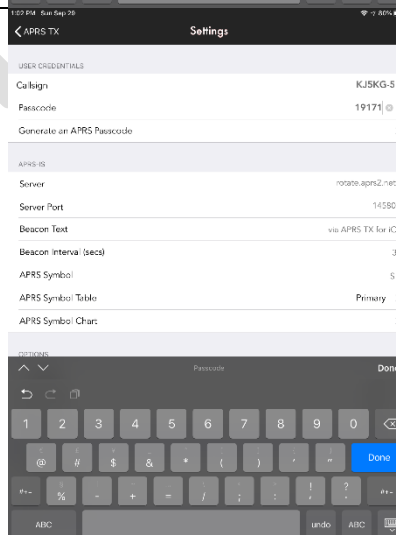 1:02 PM Sun Sep 20 80%
APRS TX Settings
USER CREDENTIALS
Callsign KJ5KG-5
Passcode 19171
Generate an APRS Passcode
APRS-IS
Server rotate.aprs2.net
Server Port 14580
Beacon Text via APRS TX for iO
Beacon Interval (secs) 3
APRS Symbol S
APRS Symbol Table Primary
APRS Symbol Chart
OPTIONS
Passcode Done
1 2 3 4 5 6 7 8 9 0
@ # $ & * ( ) ' " Done
#+= % - + = / ; : ! ? #+=
ABC undo ABC